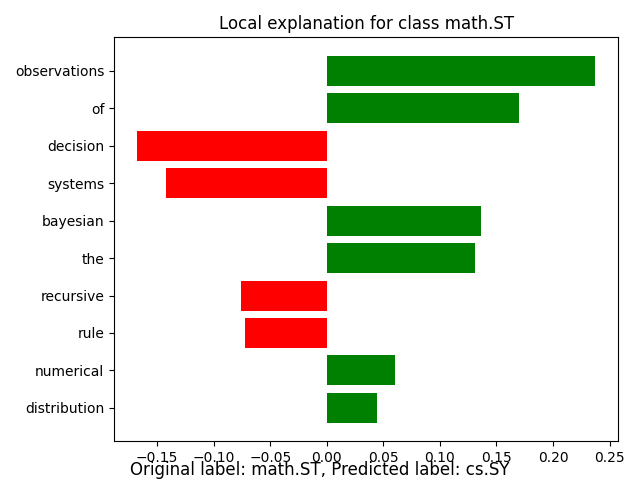 Local explanation for class math.ST
observations
of
decision
systems
bayesian
the
recursive
rule
numerical
distribution
−0.15 −0.10 −0.05 0.00 0.05 0.10 0.15 0.20 0.25
Original label: math.ST, Predicted label: cs.SY